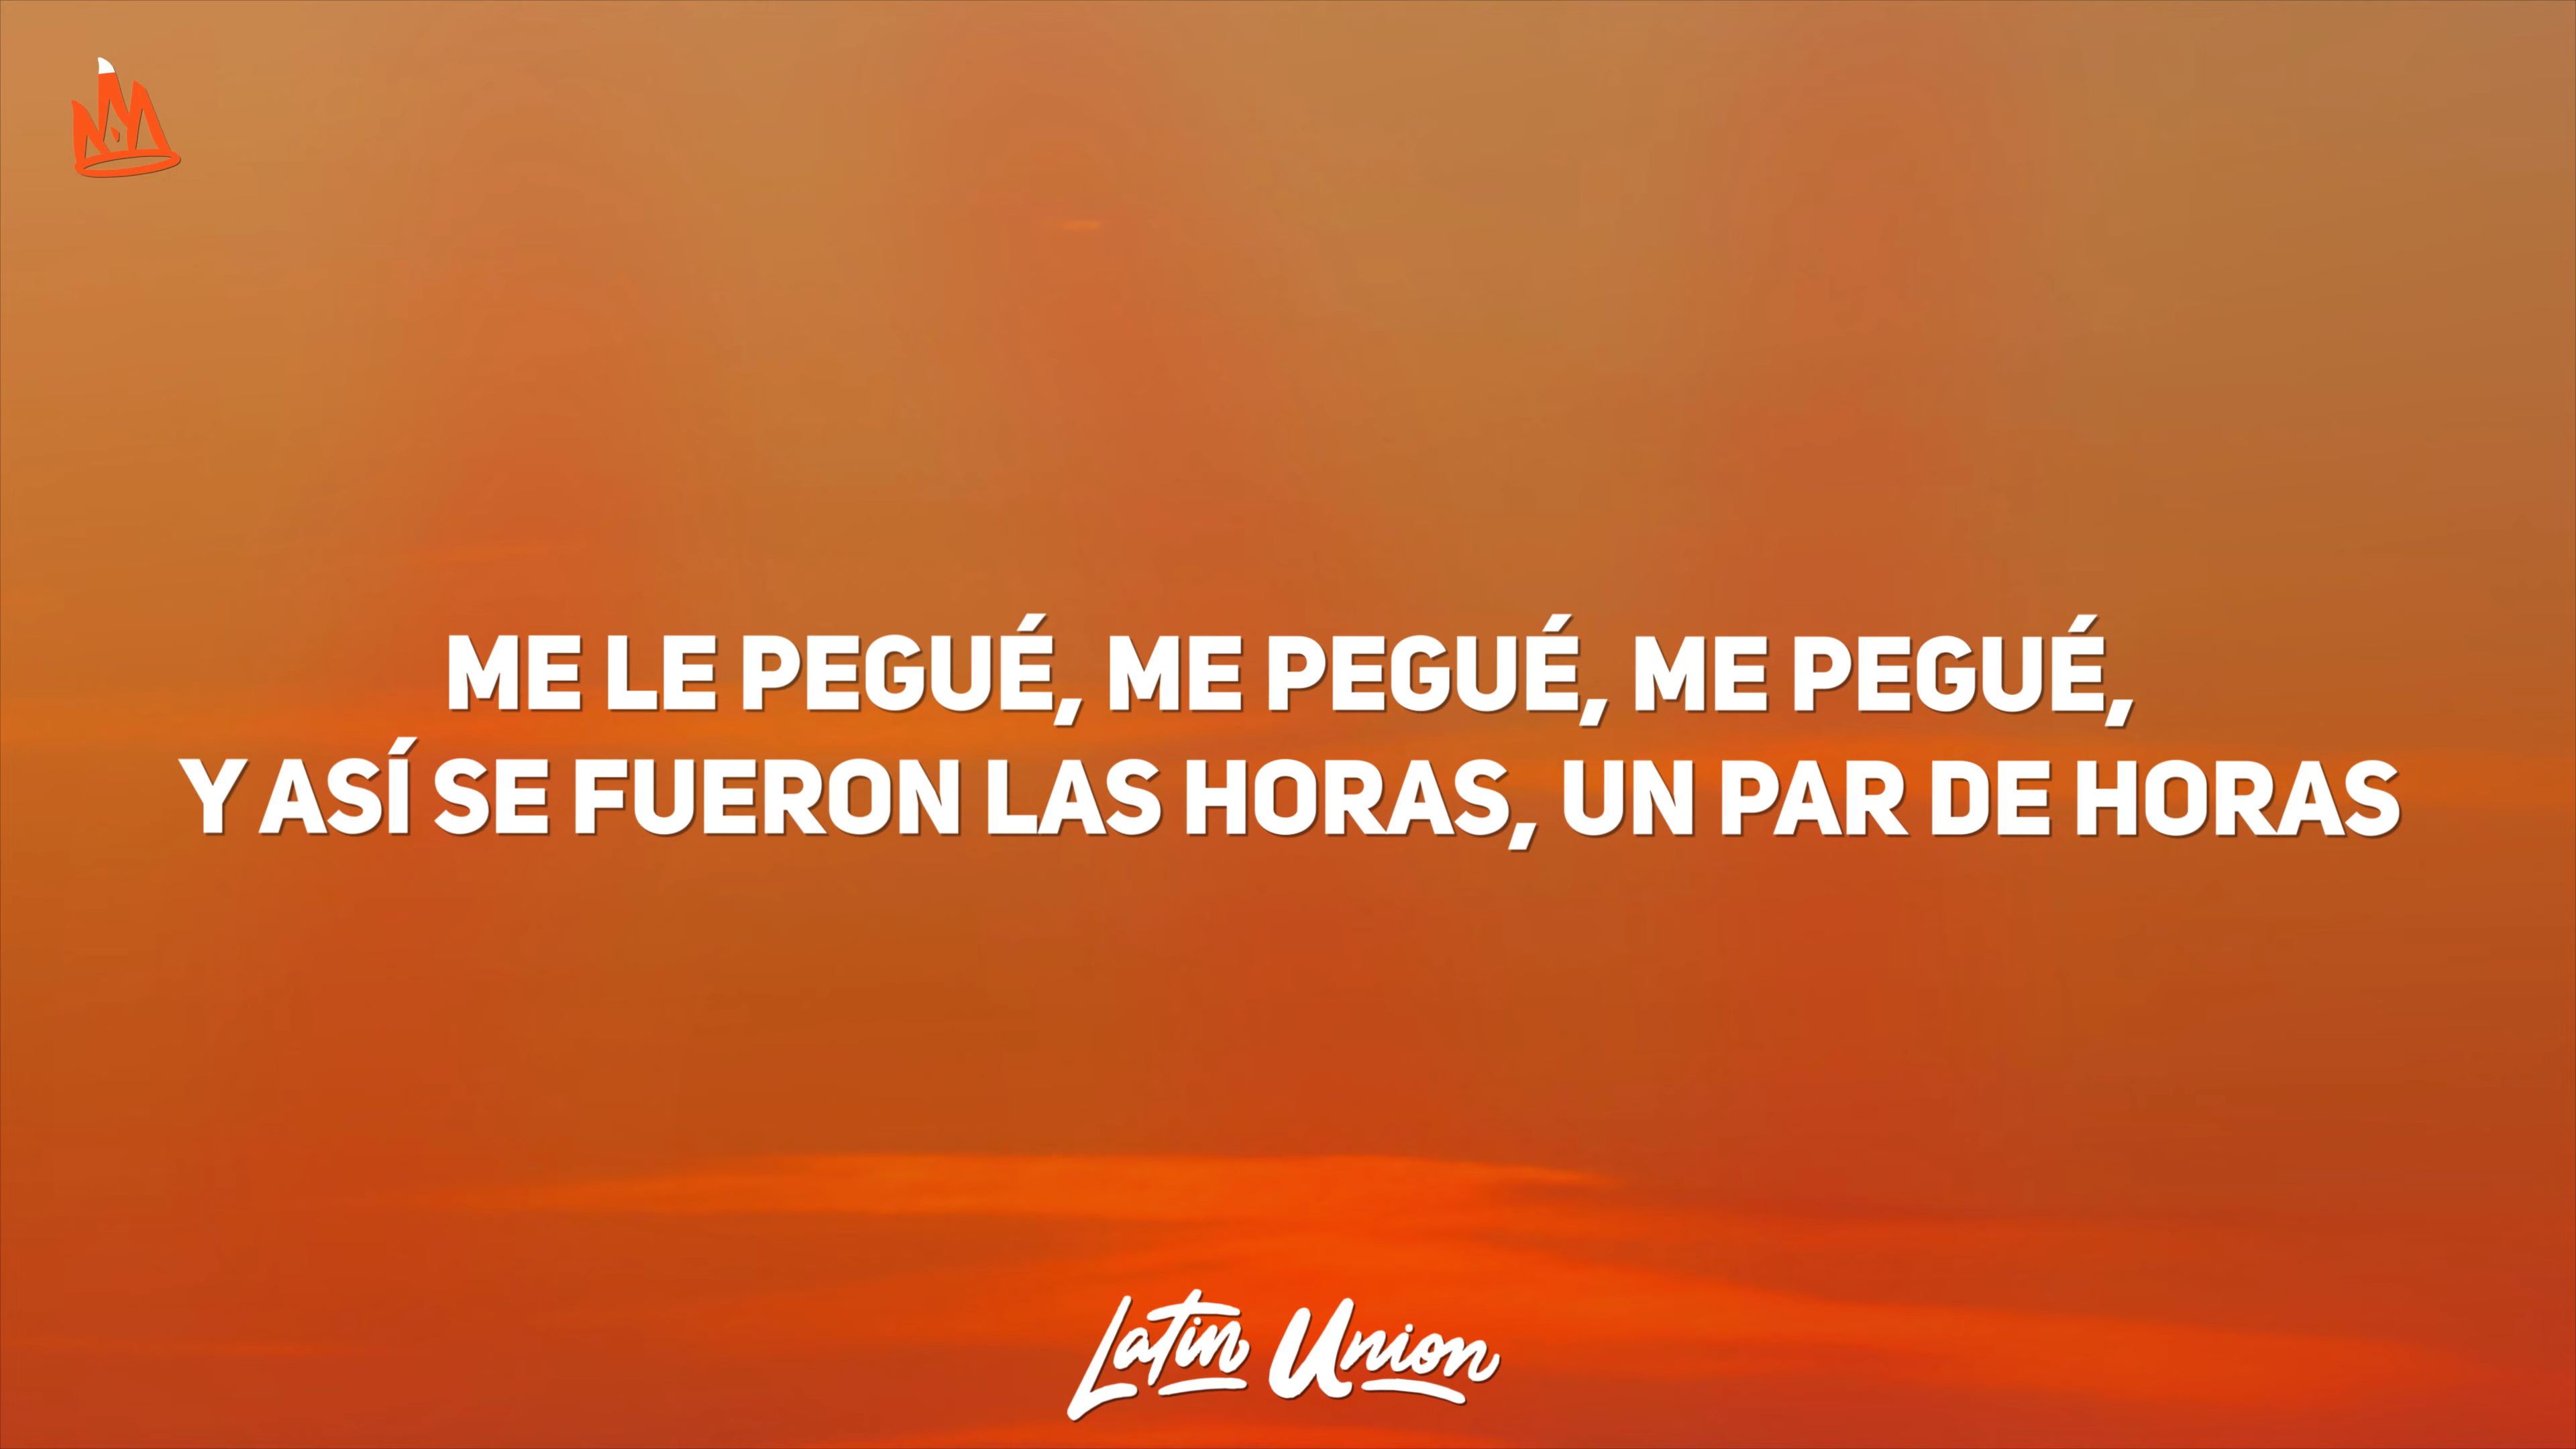 ME LE PEGUÉ, ME PEGUÉ, ME PEGUÉ,
Y ASÍ SE FUERON LAS HORAS, UN PAR DE HORAS
Latin Union